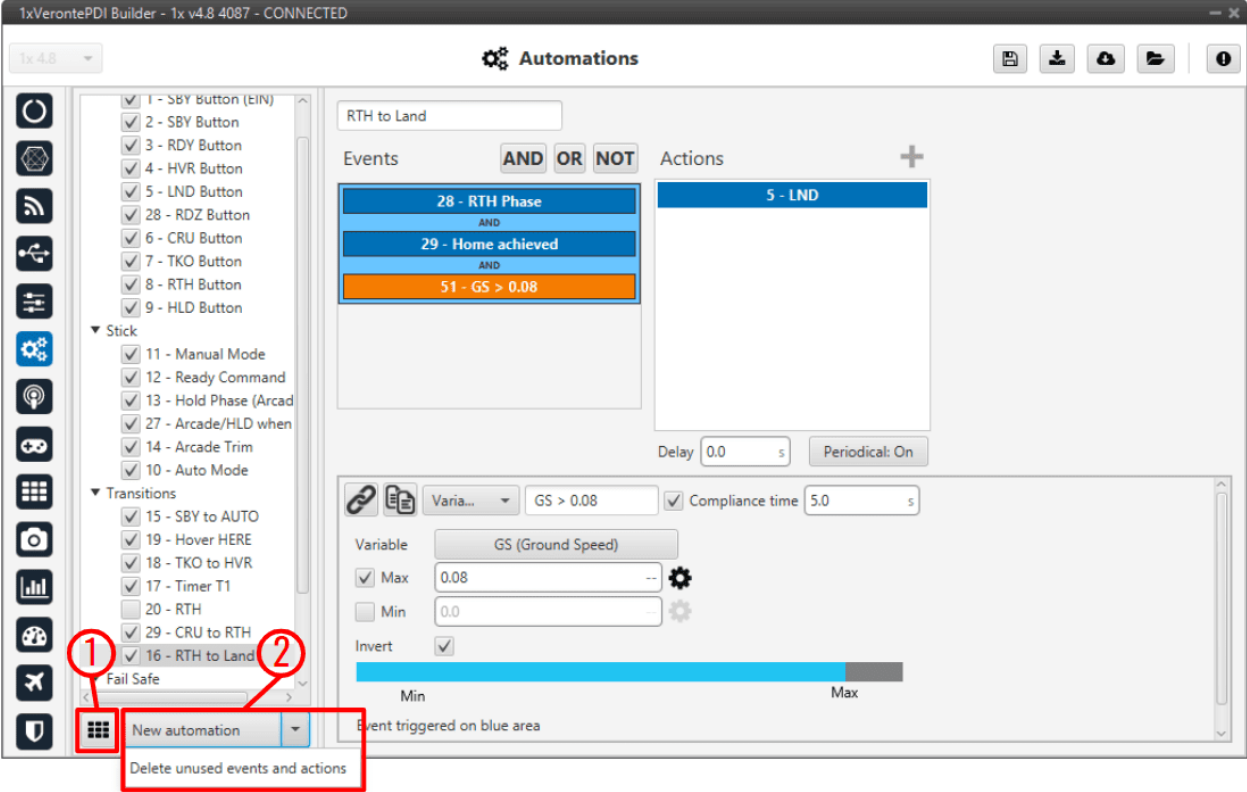 1xVerontePDI Builder - 1x v4.8 4087 - CONNECTED
1x 4.8
Automations
1 - SBY Button (EIN)
2 - SBY Button
3 - RDY Button
4 - HVR Button
5 - LND Button
28 - RDZ Button
6 - CRU Button
7 - TKO Button
8 - RTH Button
9 - HLD Button
Stick
11 - Manual Mode
12 - Ready Command
13 - Hold Phase (Arcad
27 - Arcade/HLD when
14 - Arcade Trim
10 - Auto Mode
Transitions
15 - SBY to AUTO
19 - Hover HERE
18 - TKO to HVR
17 - Timer T1
20 - RTH
29 - CRU to RTH
16 - RTH to Land
Fail Safe
1
2
New automation
Delete unused events and actions
RTH to Land
Events AND OR NOT
28 - RTH Phase
AND
29 - Home achieved
AND
51 - GS > 0.08
Actions
5 - LND
Delay 0.0 s Periodical: On
Varia... GS > 0.08 Compliance time 5.0 s
Variable GS (Ground Speed)
Max 0.08 --
Min 0.0 --
Invert
Min Max
Event triggered on blue area